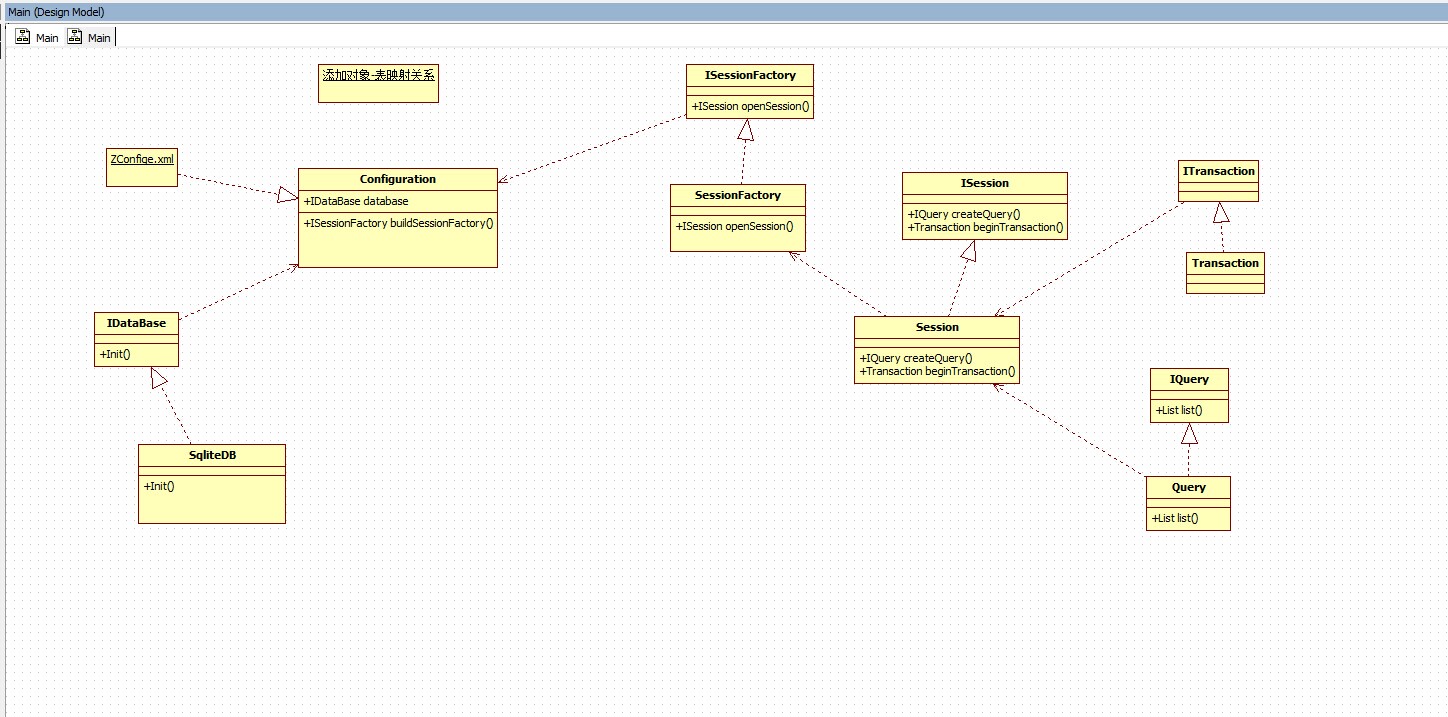 Main (Design Model)
Main
Main
添加对象-表映射关系
ISessionFactory
+ISession openSession()
ZConfige.xml
Configuration
+IDataBase database
+ISessionFactory buildSessionFactory()
SessionFactory
+ISession openSession()
ISession
+IQuery createQuery()
+Transaction beginTransaction()
ITransaction
Transaction
IDataBase
+Init()
Session
+IQuery createQuery()
+Transaction beginTransaction()
IQuery
+List list()
SqliteDB
+Init()
Query
+List list()